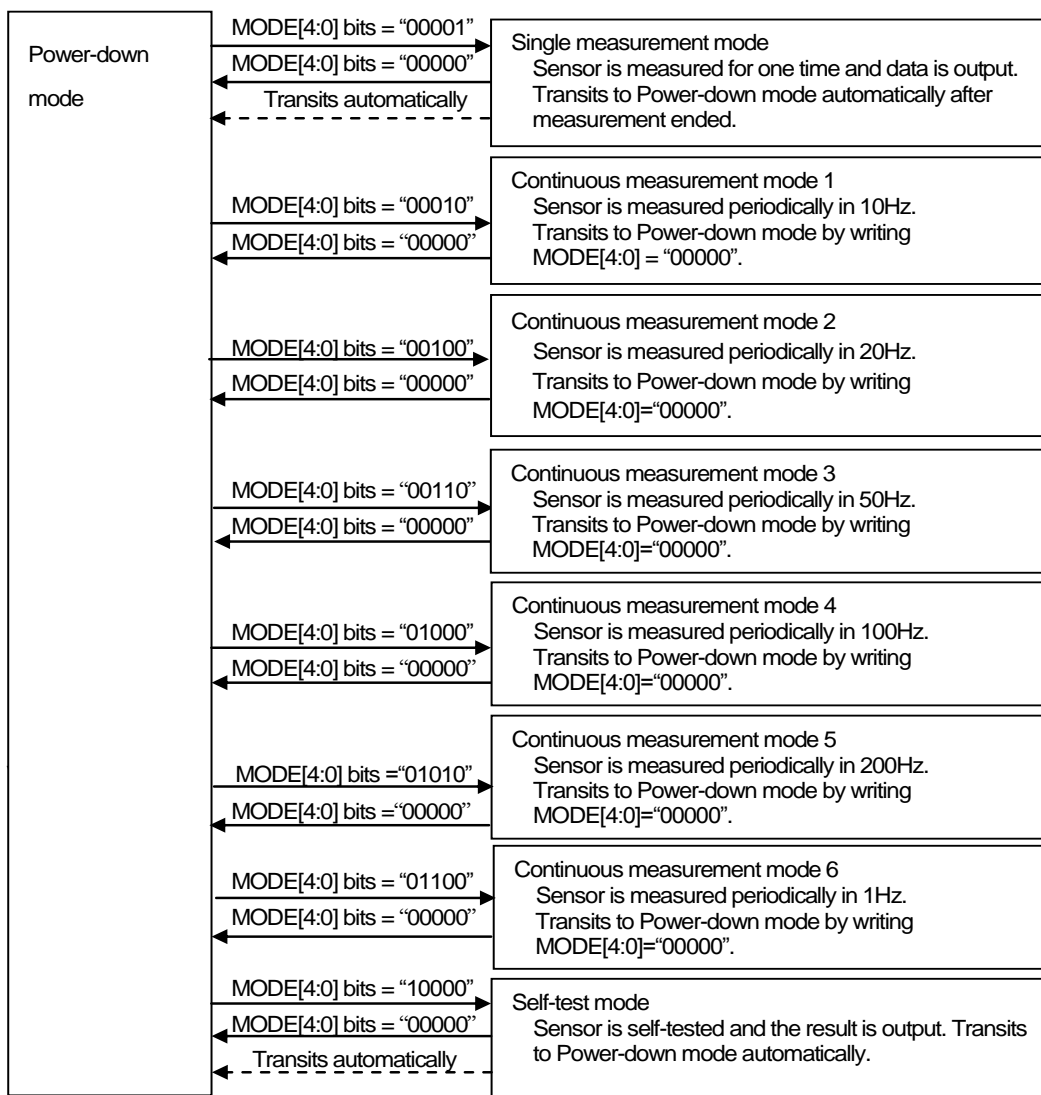 Power-down
mode
MODE[4:0] bits = “00001”
MODE[4:0] bits = “00000”
Transits automatically
Single measurement mode
Sensor is measured for one time and data is output.
Transits to Power-down mode automatically after
measurement ended.
MODE[4:0] bits = “00010”
MODE[4:0] bits = “00000”
Continuous measurement mode 1
Sensor is measured periodically in 10Hz.
Transits to Power-down mode by writing
MODE[4:0] = “00000”.
MODE[4:0] bits = “00100”
MODE[4:0] bits = “00000”
Continuous measurement mode 2
Sensor is measured periodically in 20Hz.
Transits to Power-down mode by writing
MODE[4:0]=“00000”.
MODE[4:0] bits = “00110”
MODE[4:0] bits = “00000”
Continuous measurement mode 3
Sensor is measured periodically in 50Hz.
Transits to Power-down mode by writing
MODE[4:0]=“00000”.
MODE[4:0] bits = “01000”
MODE[4:0] bits = “00000”
Continuous measurement mode 4
Sensor is measured periodically in 100Hz.
Transits to Power-down mode by writing
MODE[4:0]=“00000”.
MODE[4:0] bits =“01010”
MODE[4:0] bits =“00000”
Continuous measurement mode 5
Sensor is measured periodically in 200Hz.
Transits to Power-down mode by writing
MODE[4:0]=“00000”.
MODE[4:0] bits = “01100”
MODE[4:0] bits = “00000”
Continuous measurement mode 6
Sensor is measured periodically in 1Hz.
Transits to Power-down mode by writing
MODE[4:0]=“00000”.
MODE[4:0] bits = “10000”
MODE[4:0] bits = “00000”
Transits automatically
Self-test mode
Sensor is self-tested and the result is output. Transits
to Power-down mode automatically.